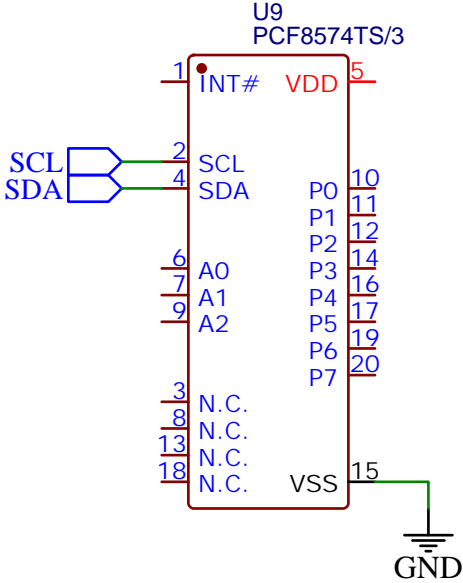 U9
PCF8574TS/3
1 INT# VDD 5
SCL 2 SCL
SDA 4 SDA P0 10
P1 11
P2 12
6 A0 P3 14
7 A1 P4 16
9 A2 P5 17
P6 19
P7 20
3 N.C.
8 N.C.
13 N.C.
18 N.C. VSS 15
GND